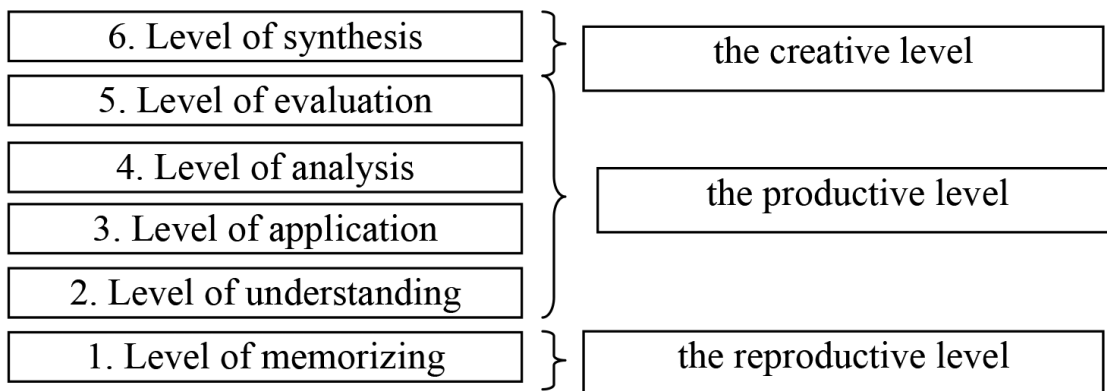 6. Level of synthesis
the creative level
5. Level of evaluation
4. Level of analysis
the productive level
3. Level of application
2. Level of understanding
1. Level of memorizing
the reproductive level